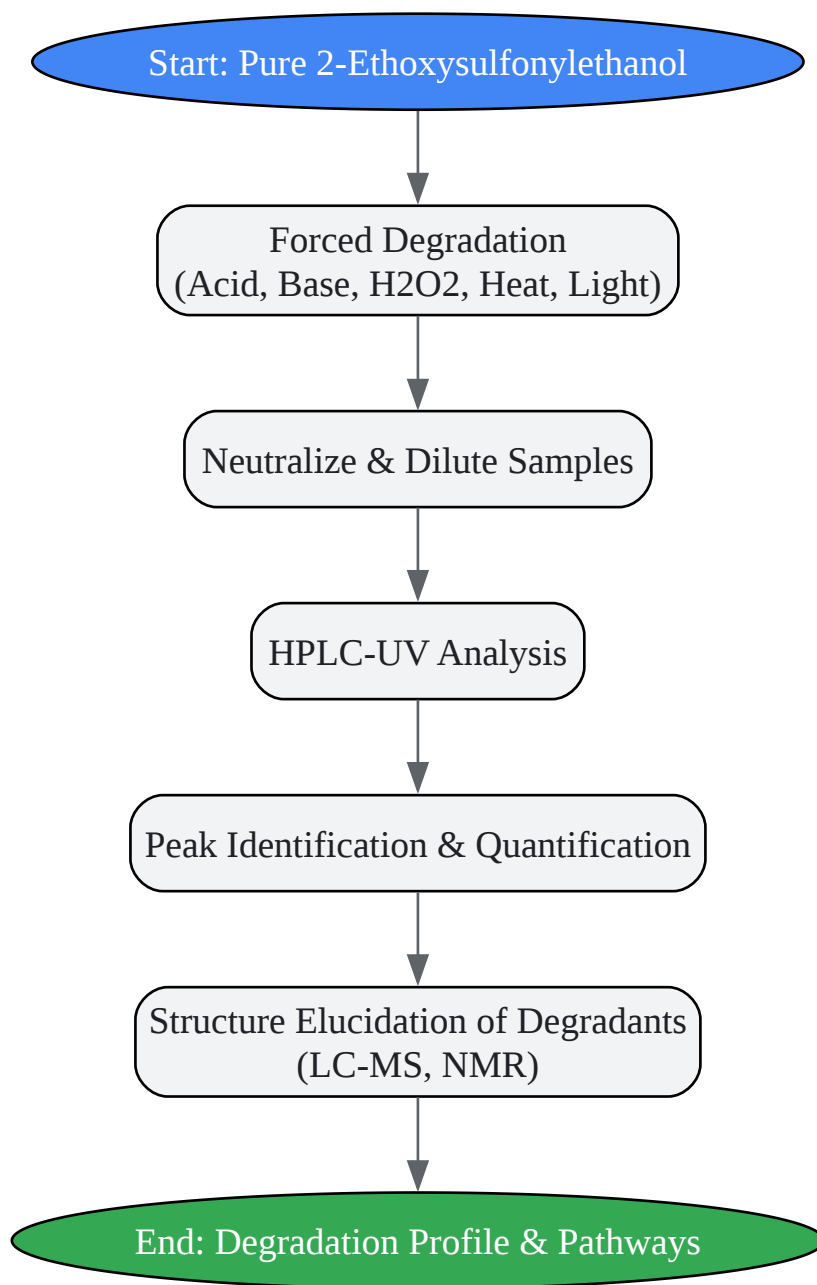 Start: Pure 2-Ethoxysulfonylethanol
Forced Degradation
(Acid, Base, H2O2, Heat, Light)
Neutralize & Dilute Samples
HPLC-UV Analysis
Peak Identification & Quantification
Structure Elucidation of Degradants
(LC-MS, NMR)
End: Degradation Profile & Pathways